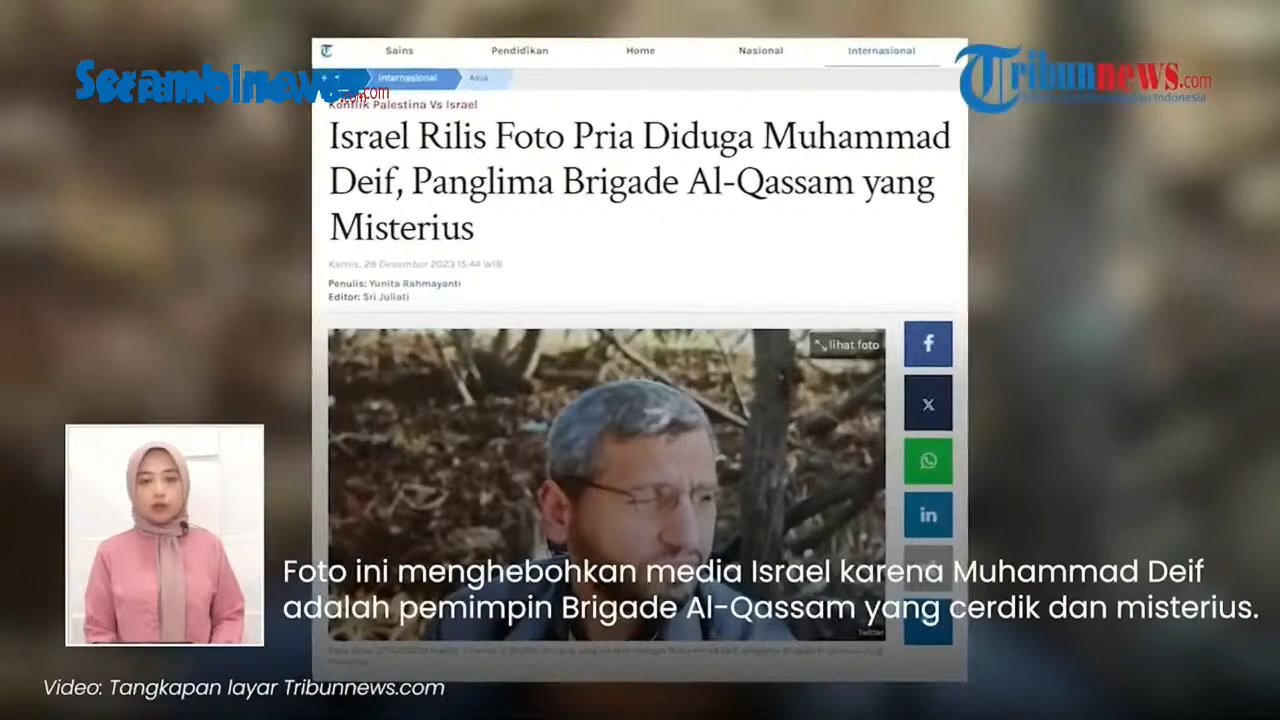 Sains Pendidikan Home Nasional Internasional
Serambinews.com
Tribunnews.com
Internasional Asia
Konflik Palestina Vs Israel
Israel Rilis Foto Pria Diduga Muhammad
Deif, Panglima Brigade Al-Qassam yang
Misterius
Kamis, 28 Desember 2023 15:44 WIB
Penulis: Yunita Rahmayanti
Editor: Sri Juliati
lihat foto
Foto ini menghebohkan media Israel karena Muhammad Deif
adalah pemimpin Brigade Al-Qassam yang cerdik dan misterius.
Twitter
Video: Tangkapan layar Tribunnews.com